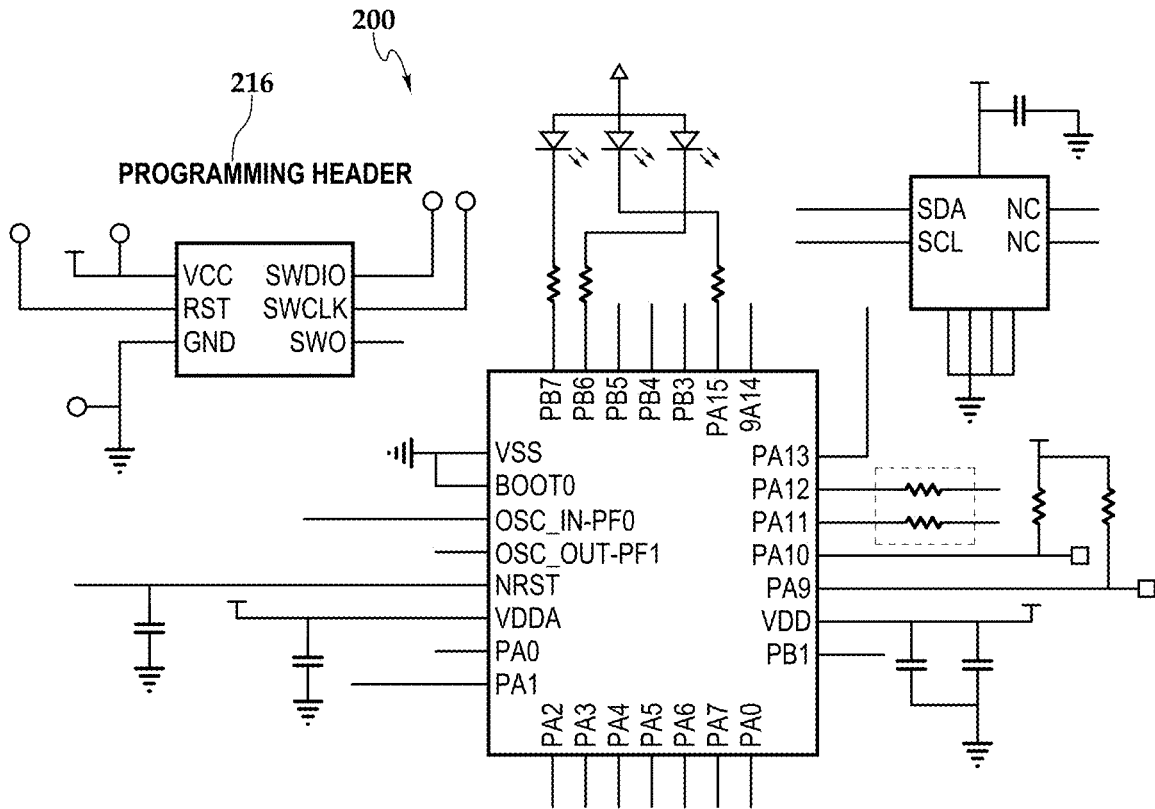 200
216
PROGRAMMING HEADER
VCC SWDIO
RST SWCLK
GND SWO
SDA NC
SCL NC
PB7 PB6 PB5 PB4 PB3 PA15 9A14
VSS
BOOT0
OSC_IN-PF0
OSC_OUT-PF1
NRST
VDDA
PA0
PA1
PA13
PA12
PA11
PA10
PA9
VDD
PB1
PA2 PA3 PA4 PA5 PA6 PA7 PA0